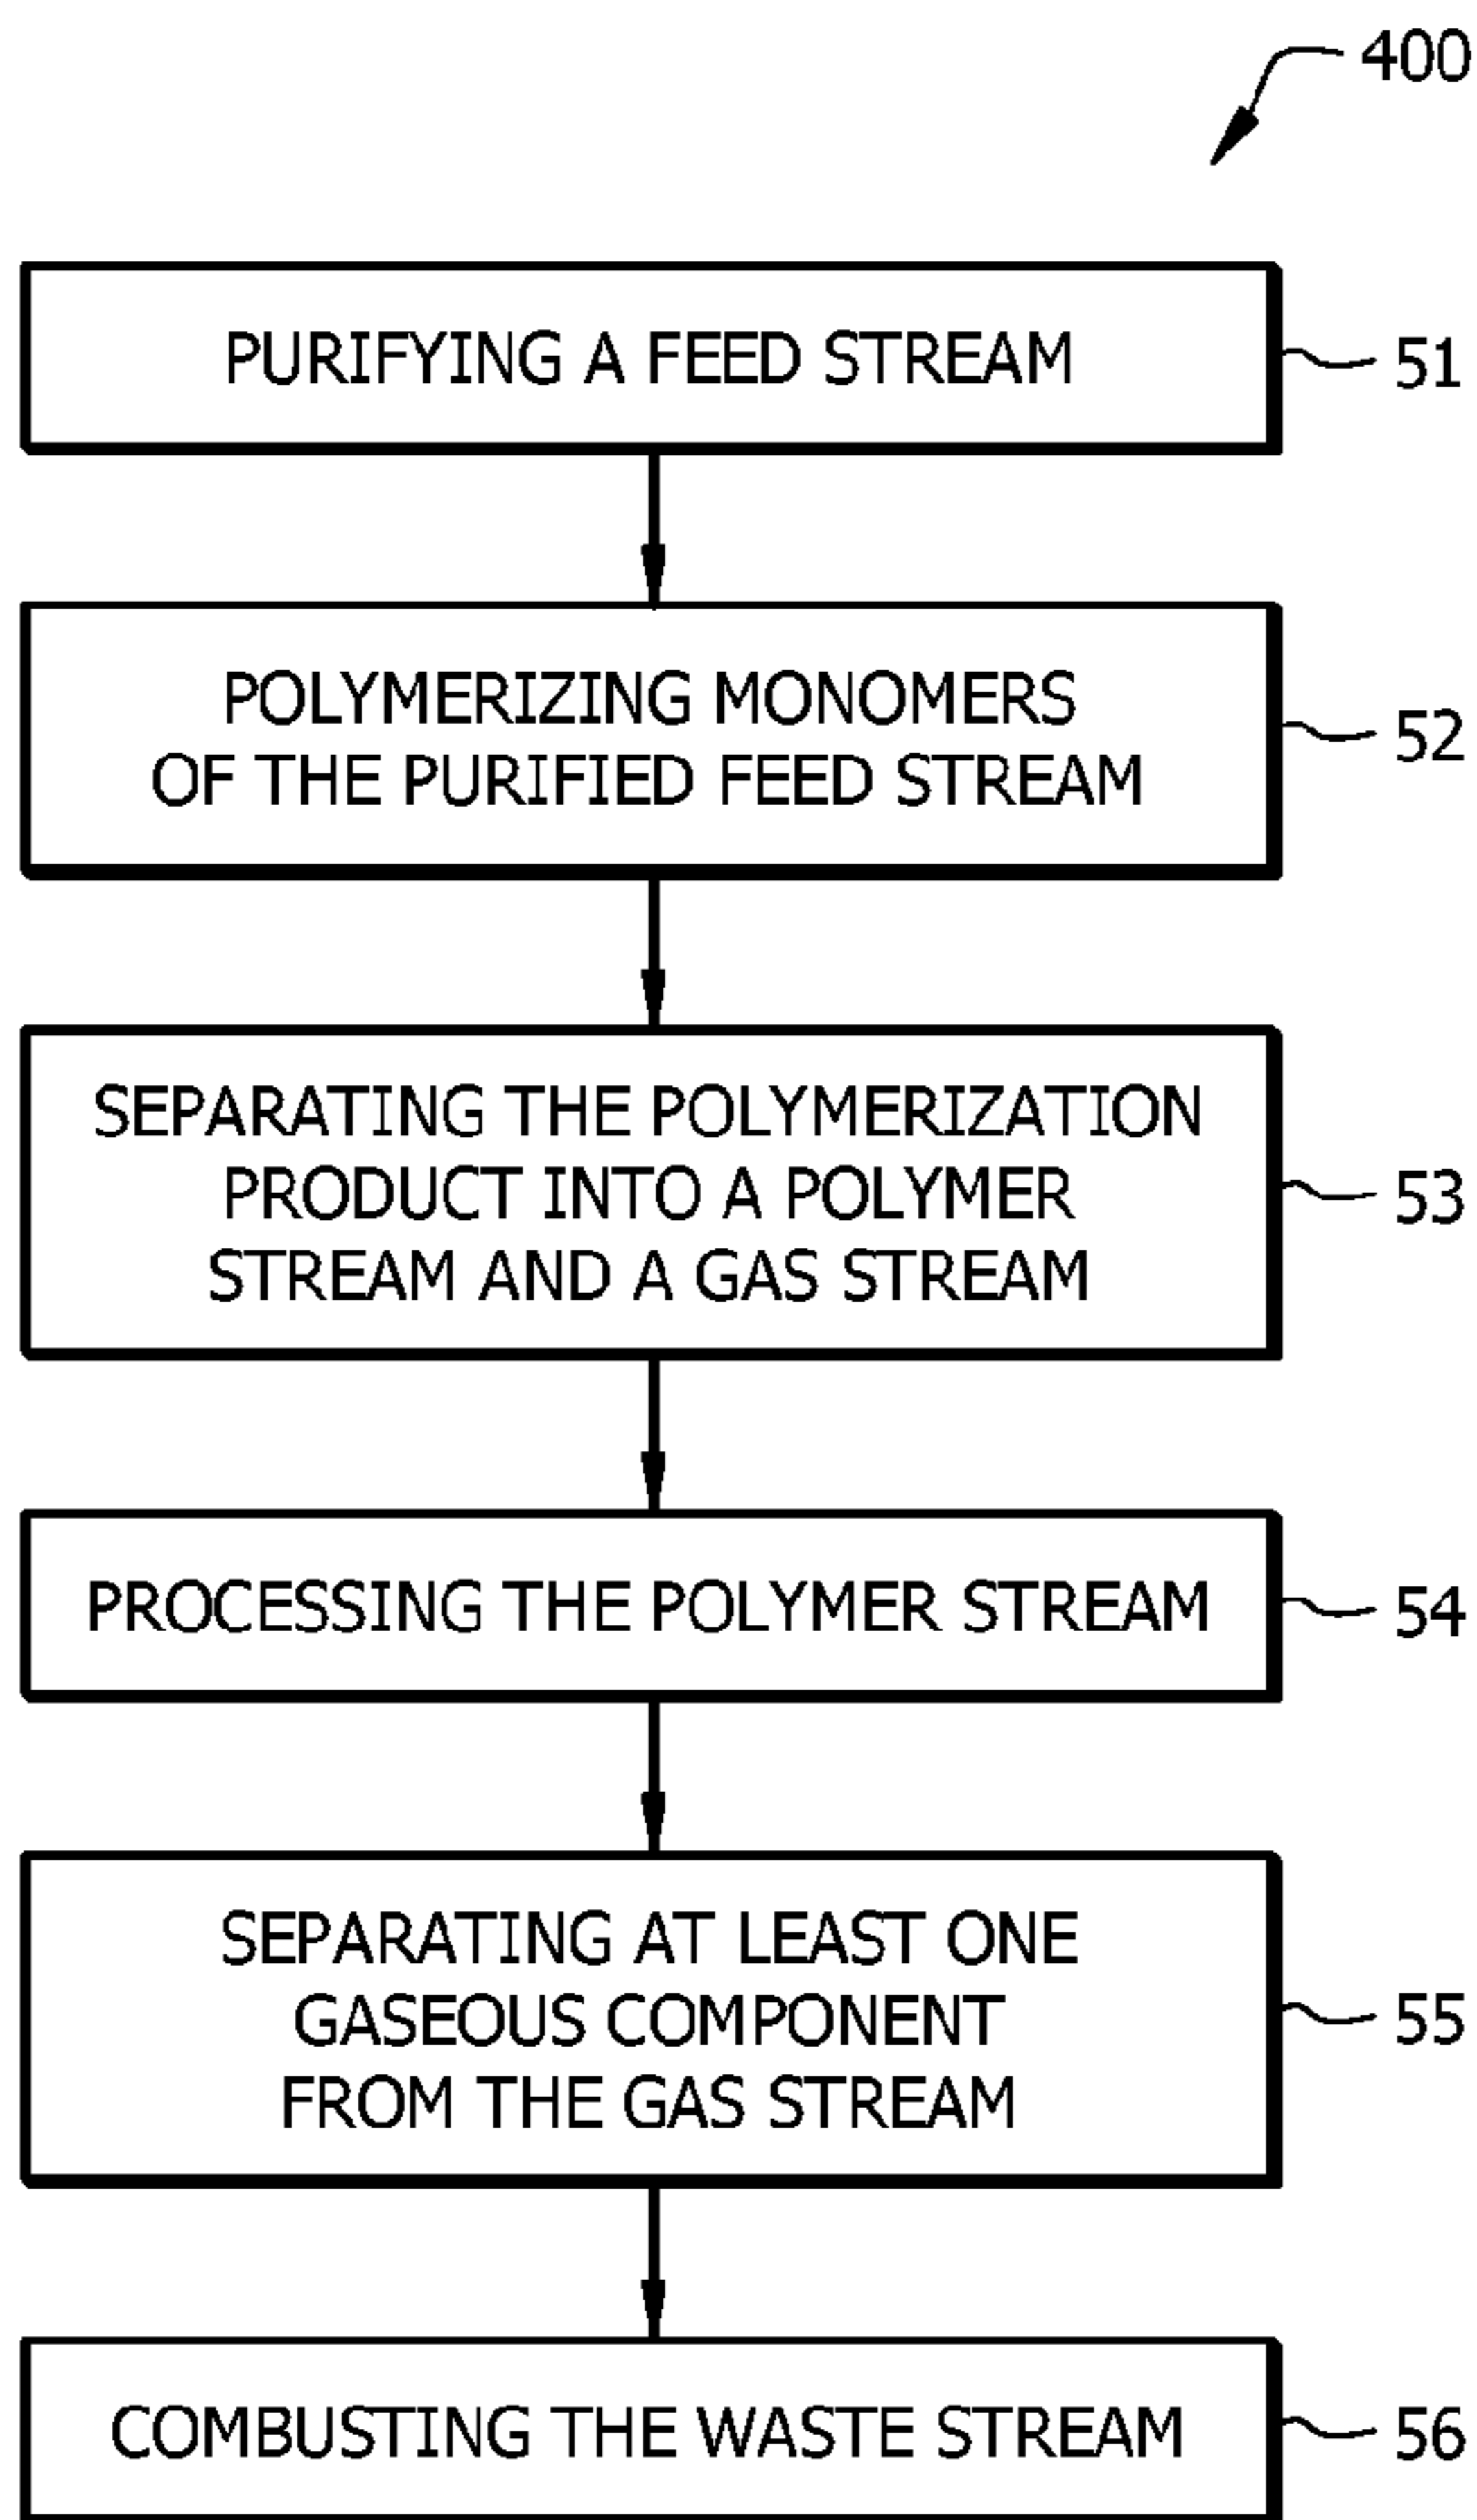 400
PURIFYING A FEED STREAM
51
POLYMERIZING MONOMERS
OF THE PURIFIED FEED STREAM
52
SEPARATING THE POLYMERIZATION
PRODUCT INTO A POLYMER
STREAM AND A GAS STREAM
53
PROCESSING THE POLYMER STREAM
54
SEPARATING AT LEAST ONE
GASEOUS COMPONENT
FROM THE GAS STREAM
55
COMBUSTING THE WASTE STREAM
56